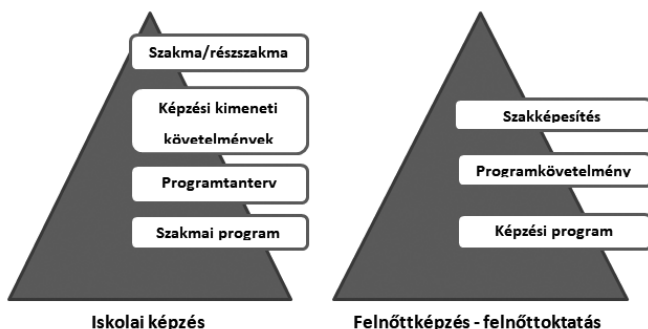 Szakma/részszakma
Képzési kimeneti
követelmények
Programtanterv
Szakmai program
Iskolai képzés
Szakképesítés
Programkövetelmény
Képzési program
Felnőttképzés - felnőttoktatás